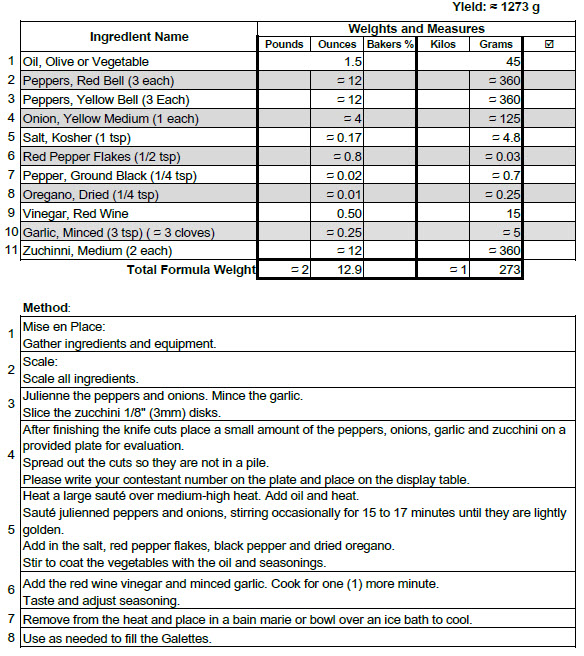 Yield: ≈ 1273 g
Ingredient Name Weights and Measures
Pounds Ounces Bakers % Kilos Grams ☑
1 Oil, Olive or Vegetable 1.5 45
2 Peppers, Red Bell (3 each) ≈ 12 ≈ 360
3 Peppers, Yellow Bell (3 Each) ≈ 12 ≈ 360
4 Onion, Yellow Medium (1 each) ≈ 4 ≈ 125
5 Salt, Kosher (1 tsp) ≈ 0.17 ≈ 4.8
6 Red Pepper Flakes (1/2 tsp) ≈ 0.8 ≈ 0.03
7 Pepper, Ground Black (1/4 tsp) ≈ 0.02 ≈ 0.7
8 Oregano, Dried (1/4 tsp) ≈ 0.01 ≈ 0.25
9 Vinegar, Red Wine 0.50 15
10 Garlic, Minced (3 tsp) ( ≈ 3 cloves) ≈ 0.25 ≈ 5
11 Zuchinni, Medium (2 each) ≈ 12 ≈ 360
Total Formula Weight ≈ 2 12.9 ≈ 1 273
Method:
1 Mise en Place:
Gather ingredients and equipment.
2 Scale:
Scale all ingredients.
3 Julienne the peppers and onions. Mince the garlic.
Slice the zucchini 1/8" (3mm) disks.
4 After finishing the knife cuts place a small amount of the peppers, onions, garlic and zucchini on a
provided plate for evaluation.
Spread out the cuts so they are not in a pile.
Please write your contestant number on the plate and place on the display table.
5 Heat a large sauté over medium-high heat. Add oil and heat.
Sauté julienned peppers and onions, stirring occasionally for 15 to 17 minutes until they are lightly
golden.
Add in the salt, red pepper flakes, black pepper and dried oregano.
Stir to coat the vegetables with the oil and seasonings.
6 Add the red wine vinegar and minced garlic. Cook for one (1) more minute.
Taste and adjust seasoning.
7 Remove from the heat and place in a bain marie or bowl over an ice bath to cool.
8 Use as needed to fill the Galettes.